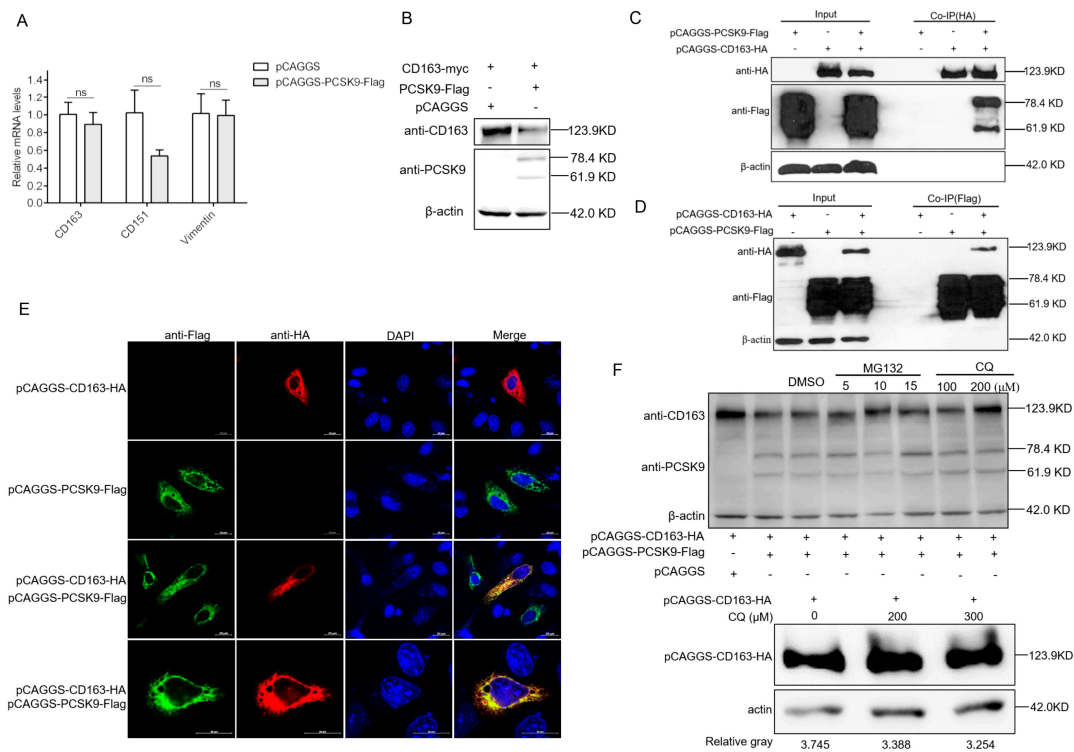 A
pCAGGS
pCAGGS-PCSK9-Flag
Relative mRNA levels
1.4
1.2
1.0
0.8
0.6
0.4
0.2
0.0
ns
ns
ns
CD163
CD151
Vimentin
B
CD163-myc + +
PCSK9-Flag - +
pCAGGS + -
anti-CD163 123.9KD
anti-PCSK9 78.4 KD
61.9 KD
β-actin 42.0 KD
C
Input Co-IP(HA)
pCAGGS-PCSK9-Flag + - + + - +
pCAGGS-CD163-HA - + + - + +
anti-HA 123.9KD
anti-Flag 78.4 KD
61.9 KD
β-actin 42.0 KD
D
Input Co-IP(Flag)
pCAGGS-CD163-HA + - + + - +
pCAGGS-PCSK9-Flag - + + - + +
anti-HA 123.9KD
78.4 KD
anti-Flag 61.9 KD
β-actin 42.0 KD
E
anti-Flag anti-HA DAPI Merge
pCAGGS-CD163-HA
pCAGGS-PCSK9-Flag
pCAGGS-CD163-HA
pCAGGS-PCSK9-Flag
pCAGGS-CD163-HA
pCAGGS-PCSK9-Flag
F
MG132 CQ
DMSO 5 10 15 100 200 (μM)
anti-CD163 123.9KD
78.4 KD
anti-PCSK9 61.9 KD
β-actin 42.0 KD
pCAGGS-CD163-HA + + + + + + + +
pCAGGS-PCSK9-Flag - + + + + + + +
pCAGGS + - - - - - - -
pCAGGS-CD163-HA + + +
CQ (μM) 0 200 300
pCAGGS-CD163-HA 123.9KD
actin 42.0KD
Relative gray 3.745 3.388 3.254